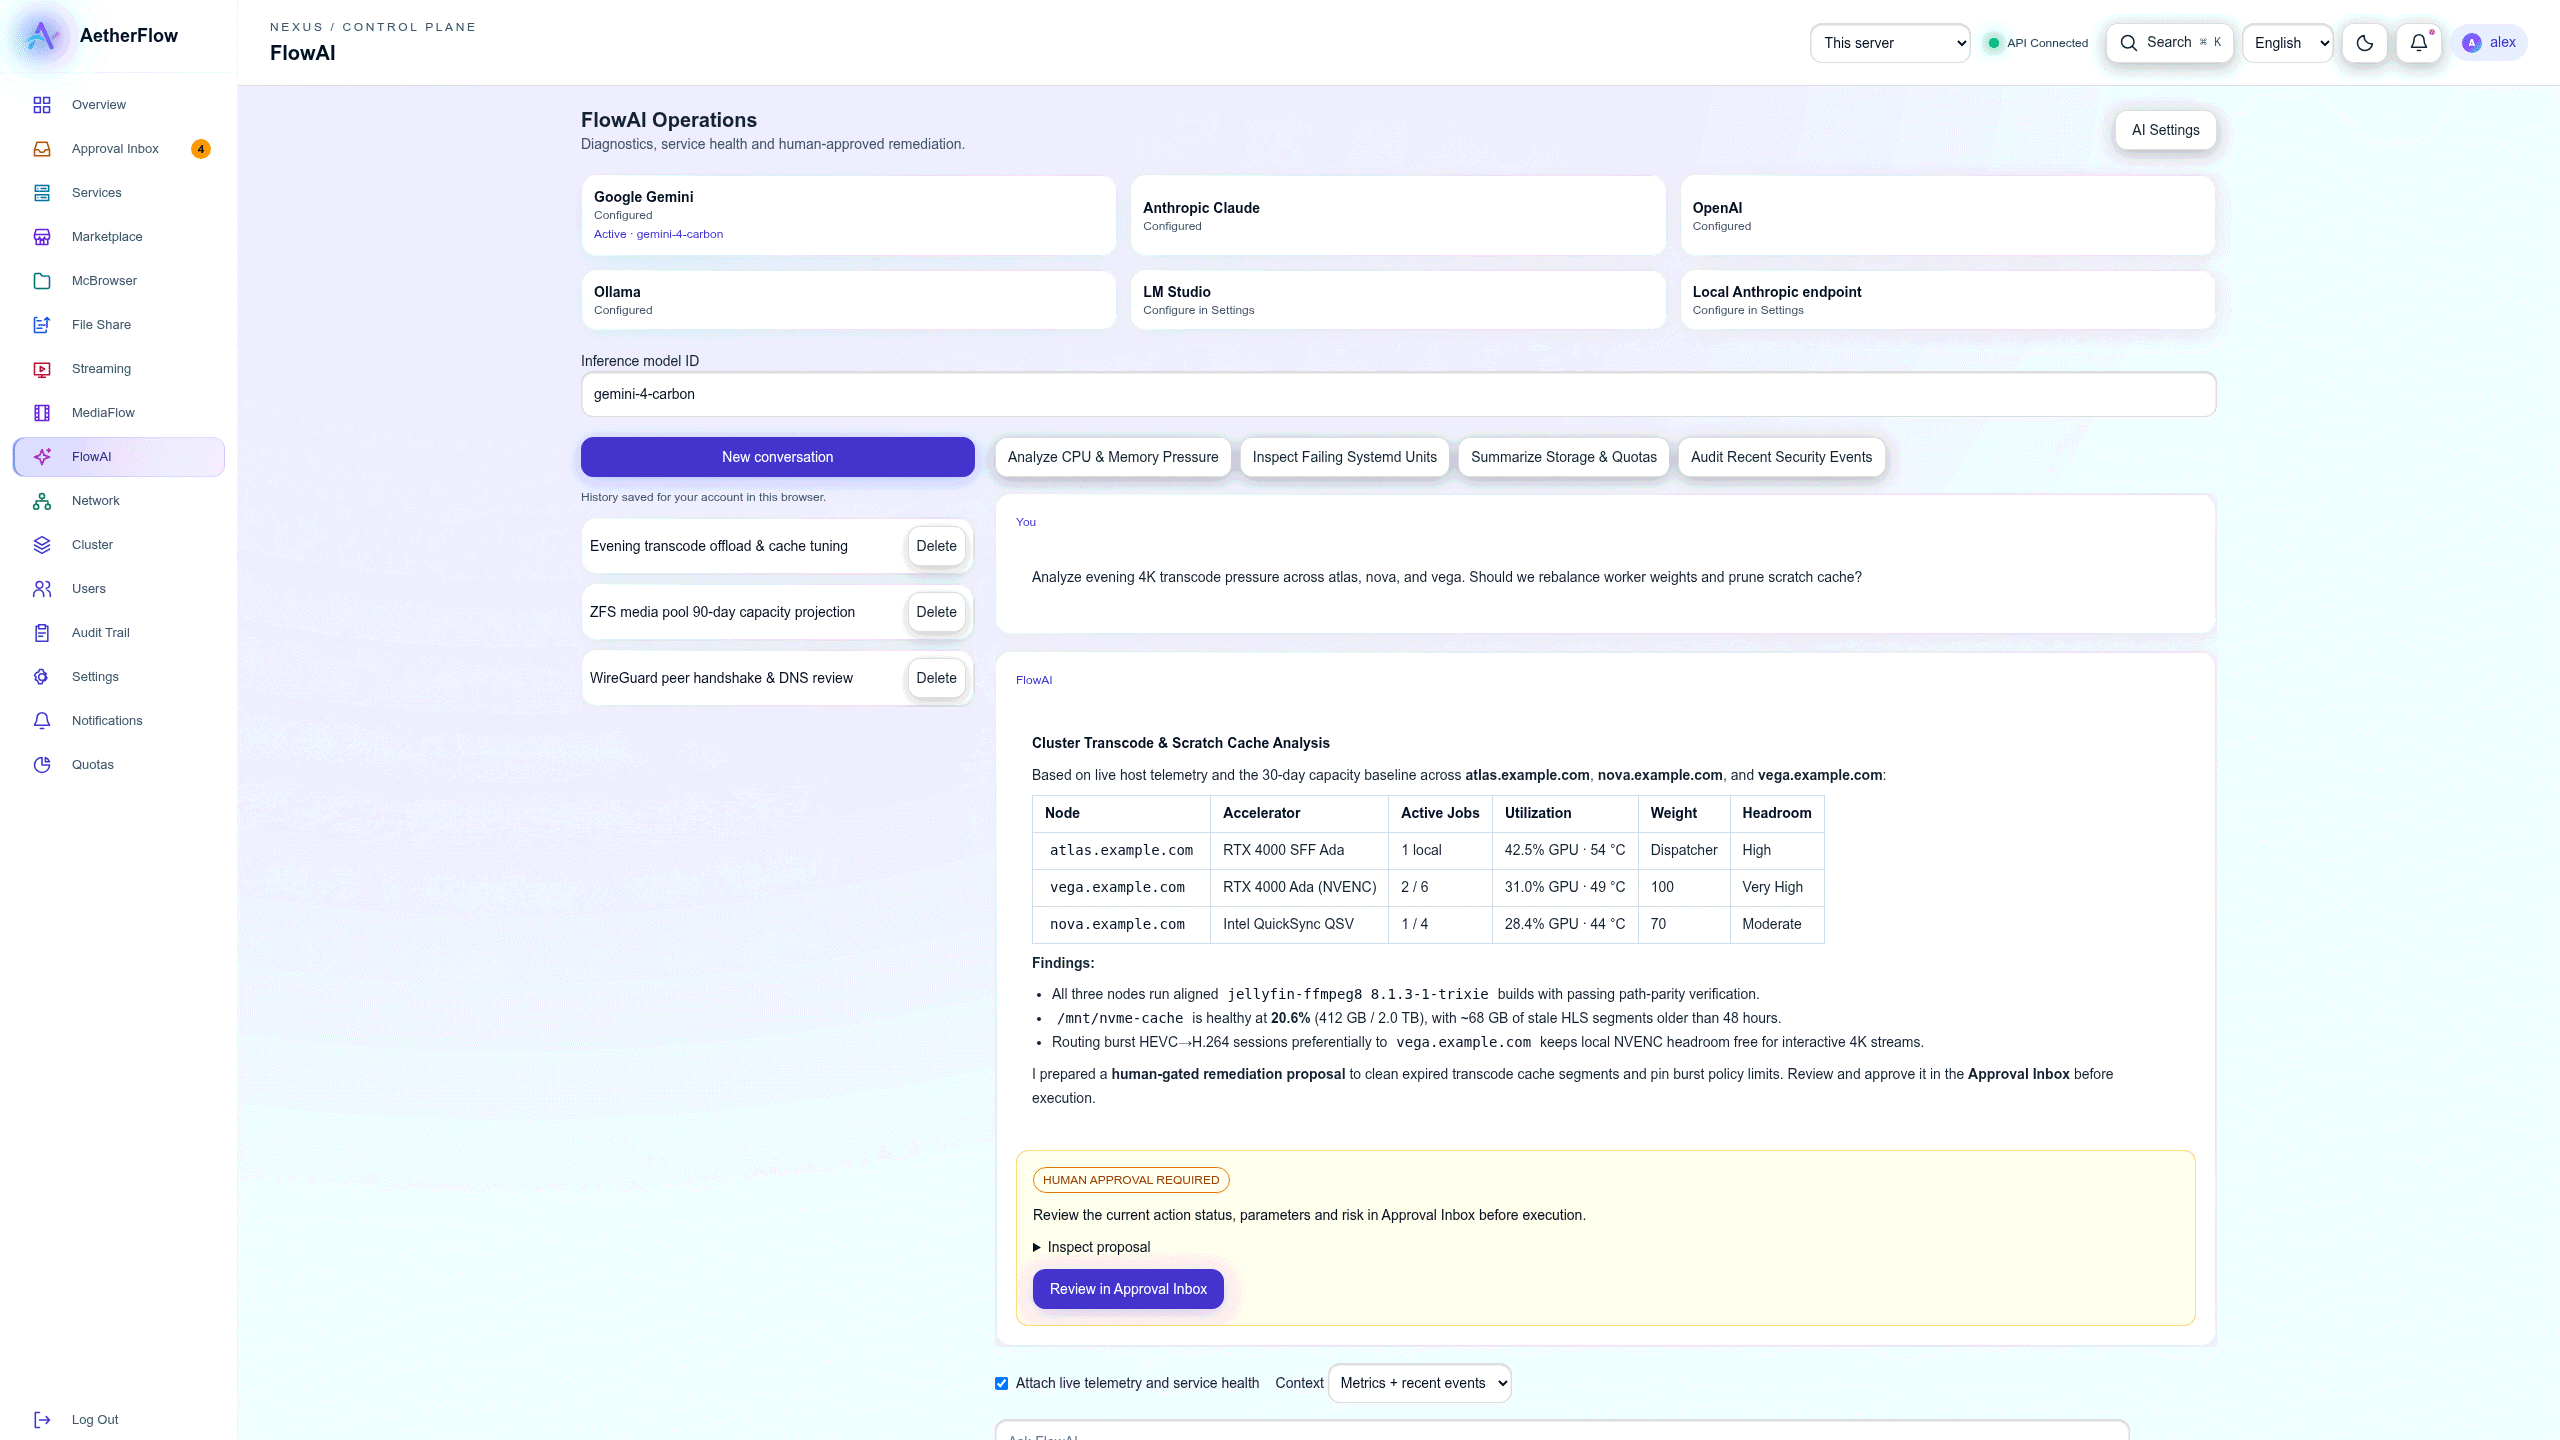 AetherFlow
Overview
Approval Inbox 4
Services
Marketplace
McBrowser
File Share
Streaming
MediaFlow
FlowAI
Network
Cluster
Users
Audit Trail
Settings
Notifications
Quotas
Log Out
NEXUS / CONTROL PLANE
FlowAI
This server
API Connected
Search ⌘ K
English
A alex
FlowAI Operations
Diagnostics, service health and human-approved remediation.
AI Settings
Google Gemini
Configured
Active · gemini-4-carbon
Anthropic Claude
Configured
OpenAI
Configured
Ollama
Configured
LM Studio
Configure in Settings
Local Anthropic endpoint
Configure in Settings
Inference model ID
gemini-4-carbon
New conversation
History saved for your account in this browser.
Evening transcode offload & cache tuning Delete
ZFS media pool 90-day capacity projection Delete
WireGuard peer handshake & DNS review Delete
Analyze CPU & Memory Pressure
Inspect Failing Systemd Units
Summarize Storage & Quotas
Audit Recent Security Events
You
Analyze evening 4K transcode pressure across atlas, nova, and vega. Should we rebalance worker weights and prune scratch cache?
FlowAI
Cluster Transcode & Scratch Cache Analysis
Based on live host telemetry and the 30-day capacity baseline across atlas.example.com, nova.example.com, and vega.example.com:
Node Accelerator Active Jobs Utilization Weight Headroom
atlas.example.com RTX 4000 SFF Ada 1 local 42.5% GPU · 54 °C Dispatcher High
vega.example.com RTX 4000 Ada (NVENC) 2 / 6 31.0% GPU · 49 °C 100 Very High
nova.example.com Intel QuickSync QSV 1 / 4 28.4% GPU · 44 °C 70 Moderate
Findings:
• All three nodes run aligned jellyfin-ffmpeg8 8.1.3-1-trixie builds with passing path-parity verification.
• /mnt/nvme-cache is healthy at 20.6% (412 GB / 2.0 TB), with ~68 GB of stale HLS segments older than 48 hours.
• Routing burst HEVC→H.264 sessions preferentially to vega.example.com keeps local NVENC headroom free for interactive 4K streams.
I prepared a human-gated remediation proposal to clean expired transcode cache segments and pin burst policy limits. Review and approve it in the Approval Inbox before
execution.
HUMAN APPROVAL REQUIRED
Review the current action status, parameters and risk in Approval Inbox before execution.
Inspect proposal
Review in Approval Inbox
Attach live telemetry and service health
Context Metrics + recent events
Ask FlowAI